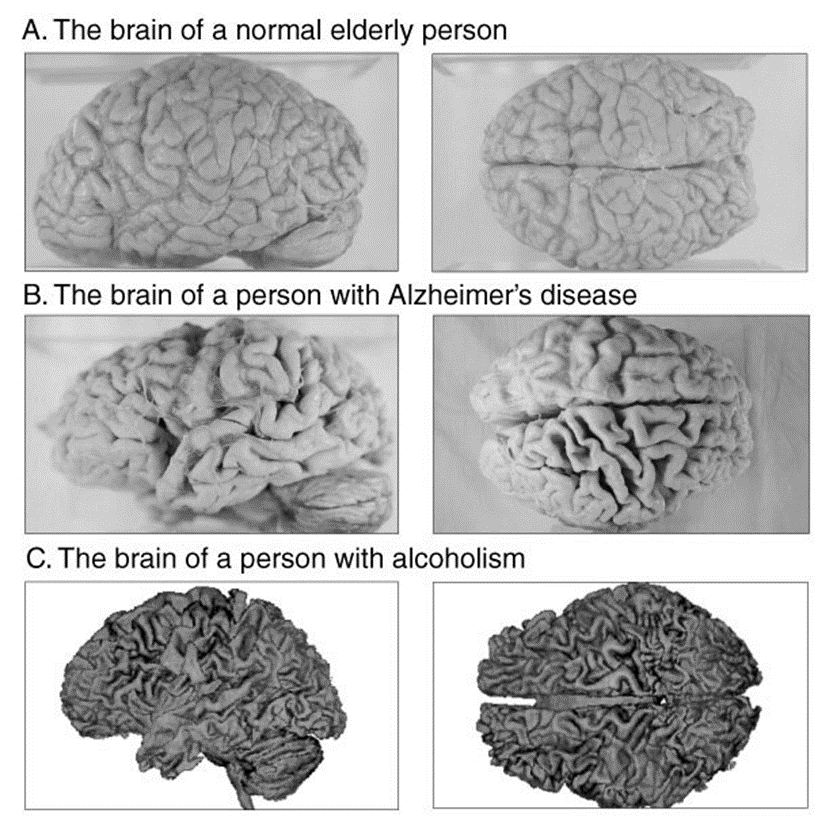 A. The brain of a normal elderly person
B. The brain of a person with Alzheimer’s disease
C. The brain of a person with alcoholism